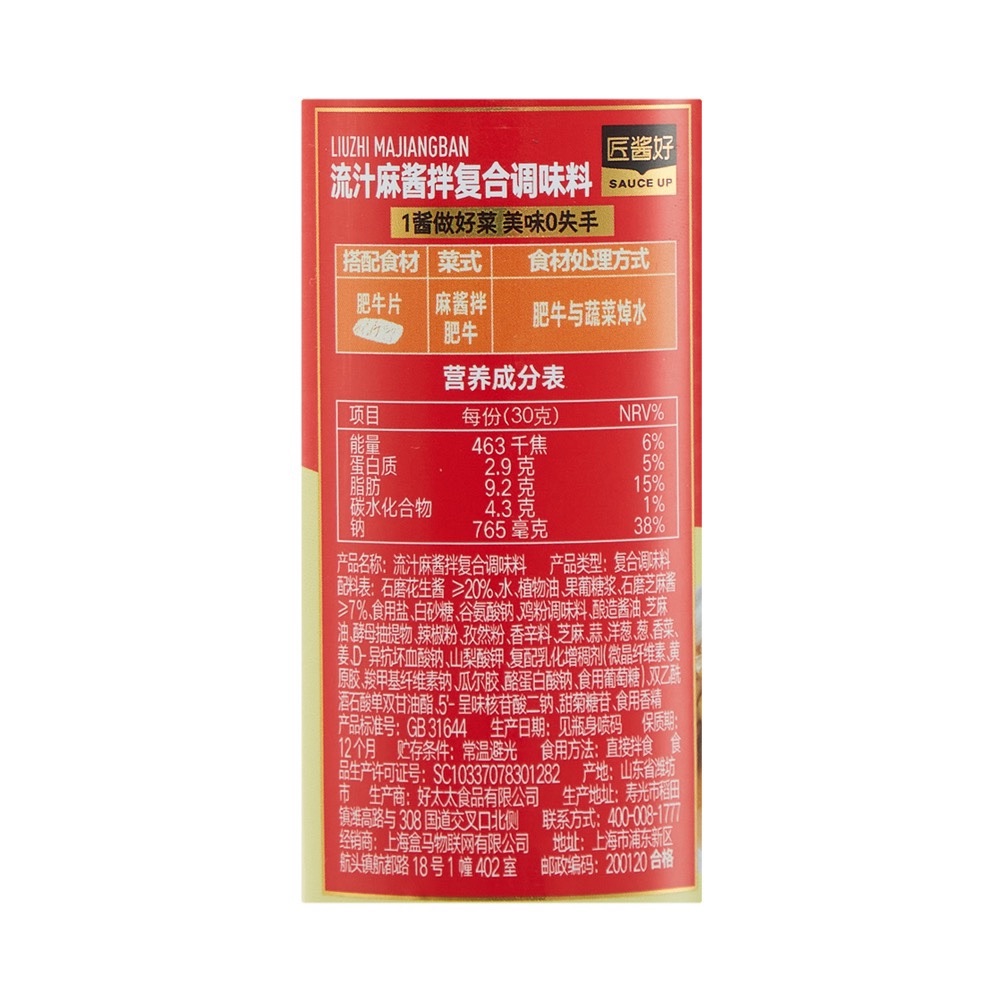 LIUZHI MAJIANGBAN
流汁麻酱拌复合调味料
匠酱好
SAUCE UP
1酱做好菜 美味0失手
搭配食材 菜式 食材处理方式
肥牛片 麻酱拌肥牛 肥牛与蔬菜焯水
营养成分表
项目 每份(30克) NRV%
能量 463 千焦 6%
蛋白质 2.9 克 5%
脂肪 9.2 克 15%
碳水化合物 4.3 克 1%
钠 765 毫克 38%
产品名称：流汁麻酱拌复合调味料 产品类型：复合调味料
配料表：石磨花生酱 ≥20%、水、植物油、果葡糖浆、石磨芝麻酱
≥7%、食用盐、白砂糖、谷氨酸钠、鸡粉调味料、酿造酱油、芝麻
油、酵母抽提物、辣椒粉、孜然粉、香辛料、芝麻、蒜、洋葱、葱、香菜、
姜、D-异抗坏血酸钠、山梨酸钾、复配乳化增稠剂(微晶纤维素、黄
原胶、羧甲基纤维素钠、瓜尔胶、酪蛋白酸钠、食用葡萄糖)、双乙酰
酒石酸单双甘油酯、5'-呈味核苷酸二钠、甜菊糖苷、食用香精
产品标准号：GB 31644 生产日期：见瓶身喷码 保质期：
12个月 贮存条件：常温避光 食用方法：直接拌食 食
品生产许可证号：SC10337078301282 产地：山东省潍坊
市 生产商：好太太食品有限公司 生产地址：寿光市稻田
镇潍高路与 308 国道交叉口北侧 联系方式：400-008-1777
经销商：上海盒马物联网有限公司 地址：上海市浦东新区
航头镇航都路 18 号 1 幢 402 室 邮政编码：200120 合格